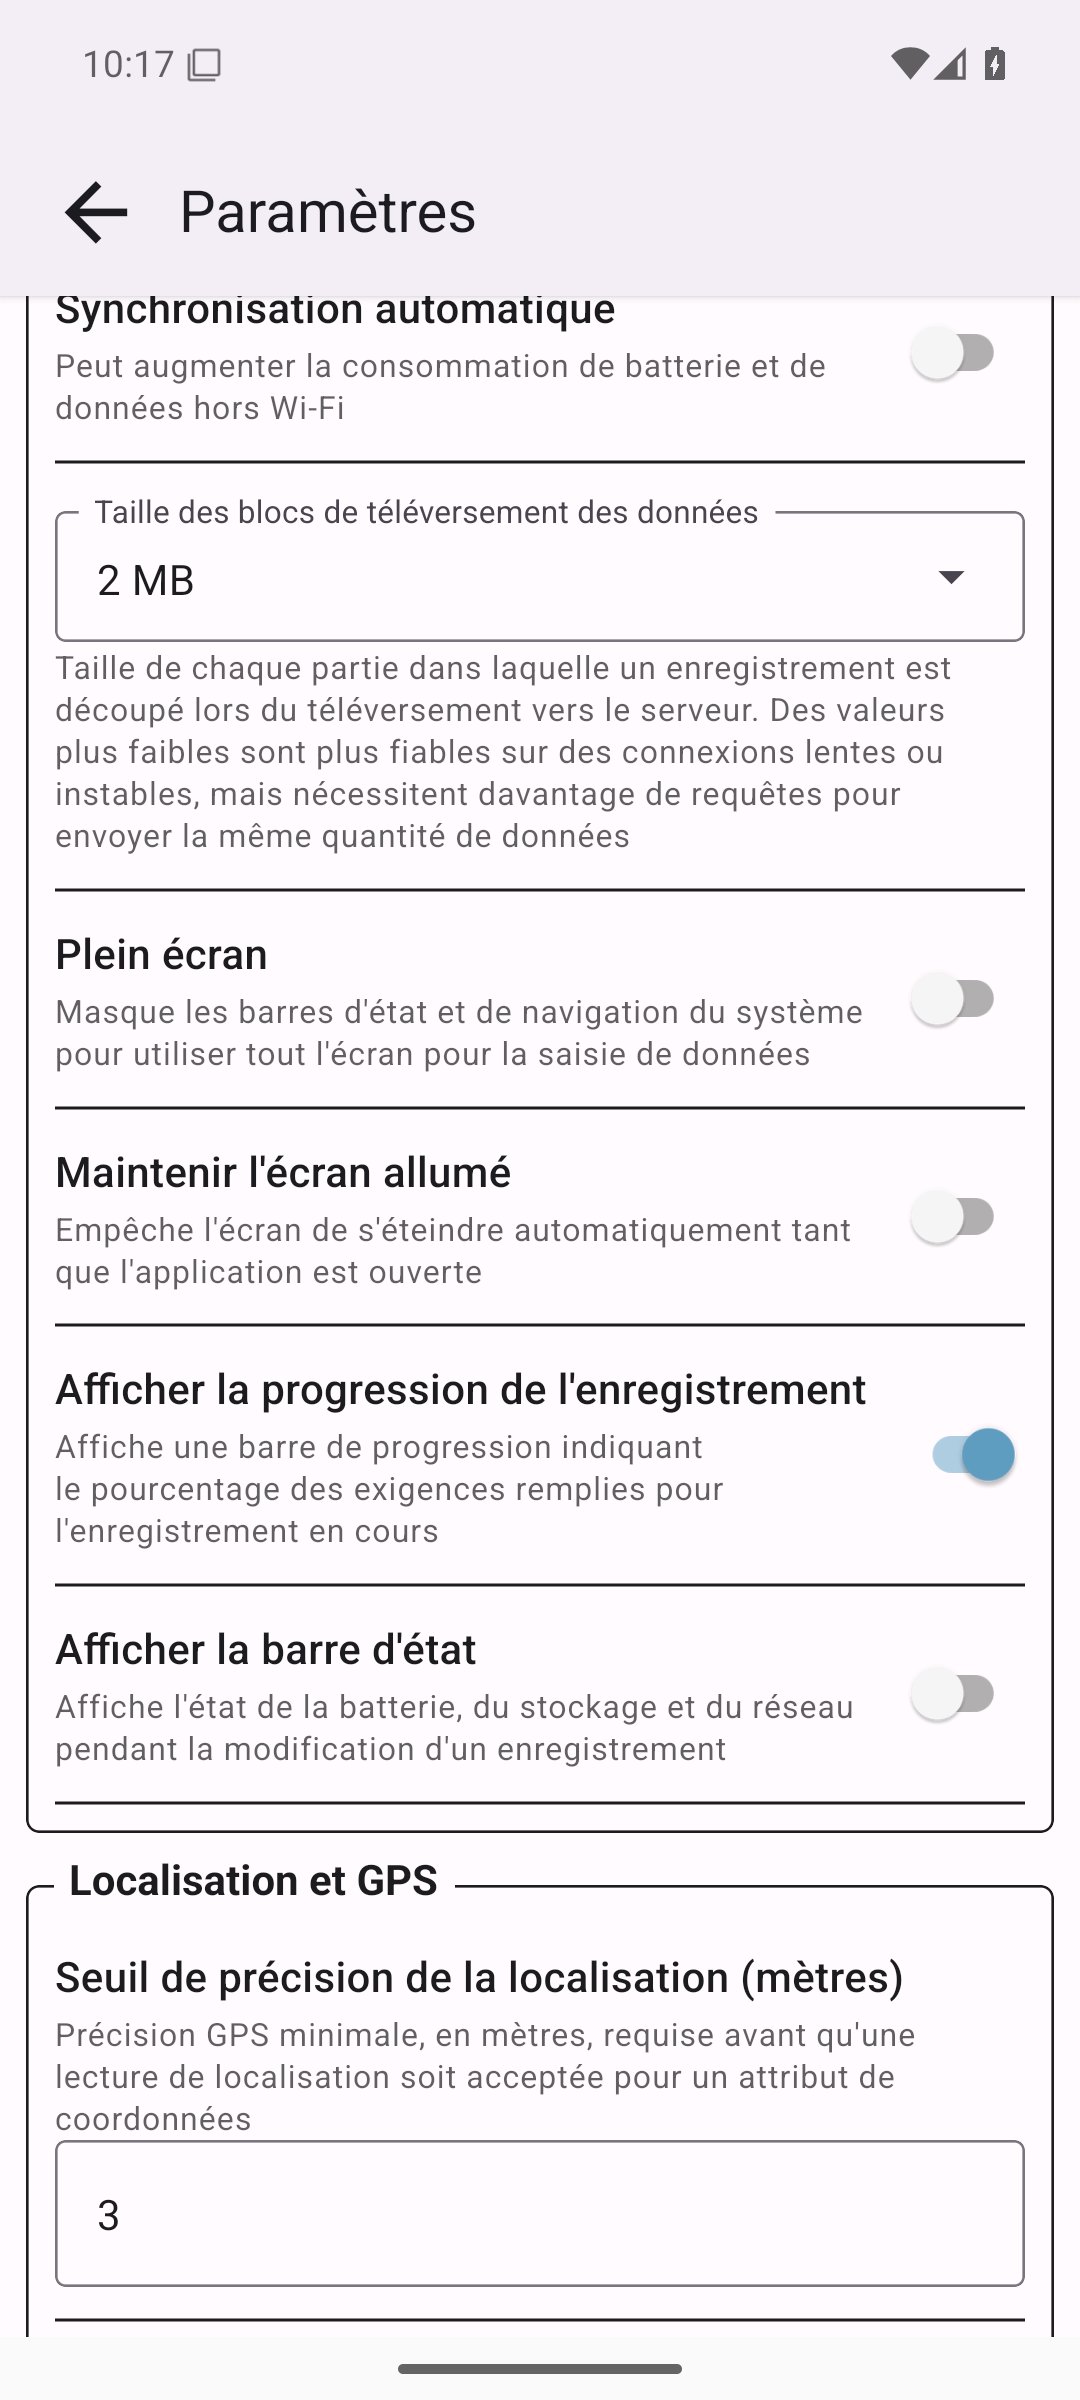 10:17
Paramètres
Synchronisation automatique
Peut augmenter la consommation de batterie et de
données hors Wi-Fi
Taille des blocs de téléversement des données
2 MB
Taille de chaque partie dans laquelle un enregistrement est
découpé lors du téléversement vers le serveur. Des valeurs
plus faibles sont plus fiables sur des connexions lentes ou
instables, mais nécessitent davantage de requêtes pour
envoyer la même quantité de données
Plein écran
Masque les barres d'état et de navigation du système
pour utiliser tout l'écran pour la saisie de données
Maintenir l'écran allumé
Empêche l'écran de s'éteindre automatiquement tant
que l'application est ouverte
Afficher la progression de l'enregistrement
Affiche une barre de progression indiquant
le pourcentage des exigences remplies pour
l'enregistrement en cours
Afficher la barre d'état
Affiche l'état de la batterie, du stockage et du réseau
pendant la modification d'un enregistrement
Localisation et GPS
Seuil de précision de la localisation (mètres)
Précision GPS minimale, en mètres, requise avant qu'une
lecture de localisation soit acceptée pour un attribut de
coordonnées
3